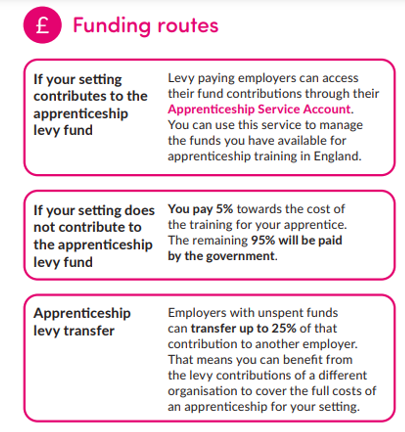 £ Funding routes
If your setting
contributes to the
apprenticeship
levy fund
Levy paying employers can access
their fund contributions through their
Apprenticeship Service Account.
You can use this service to manage
the funds you have available for
apprenticeship training in England.
If your setting does
not contribute to
the apprenticeship
levy fund
You pay 5% towards the cost of
the training for your apprentice.
The remaining 95% will be paid
by the government.
Apprenticeship
levy transfer
Employers with unspent funds
can transfer up to 25% of that
contribution to another employer.
That means you can benefit from
the levy contributions of a different
organisation to cover the full costs of
an apprenticeship for your setting.